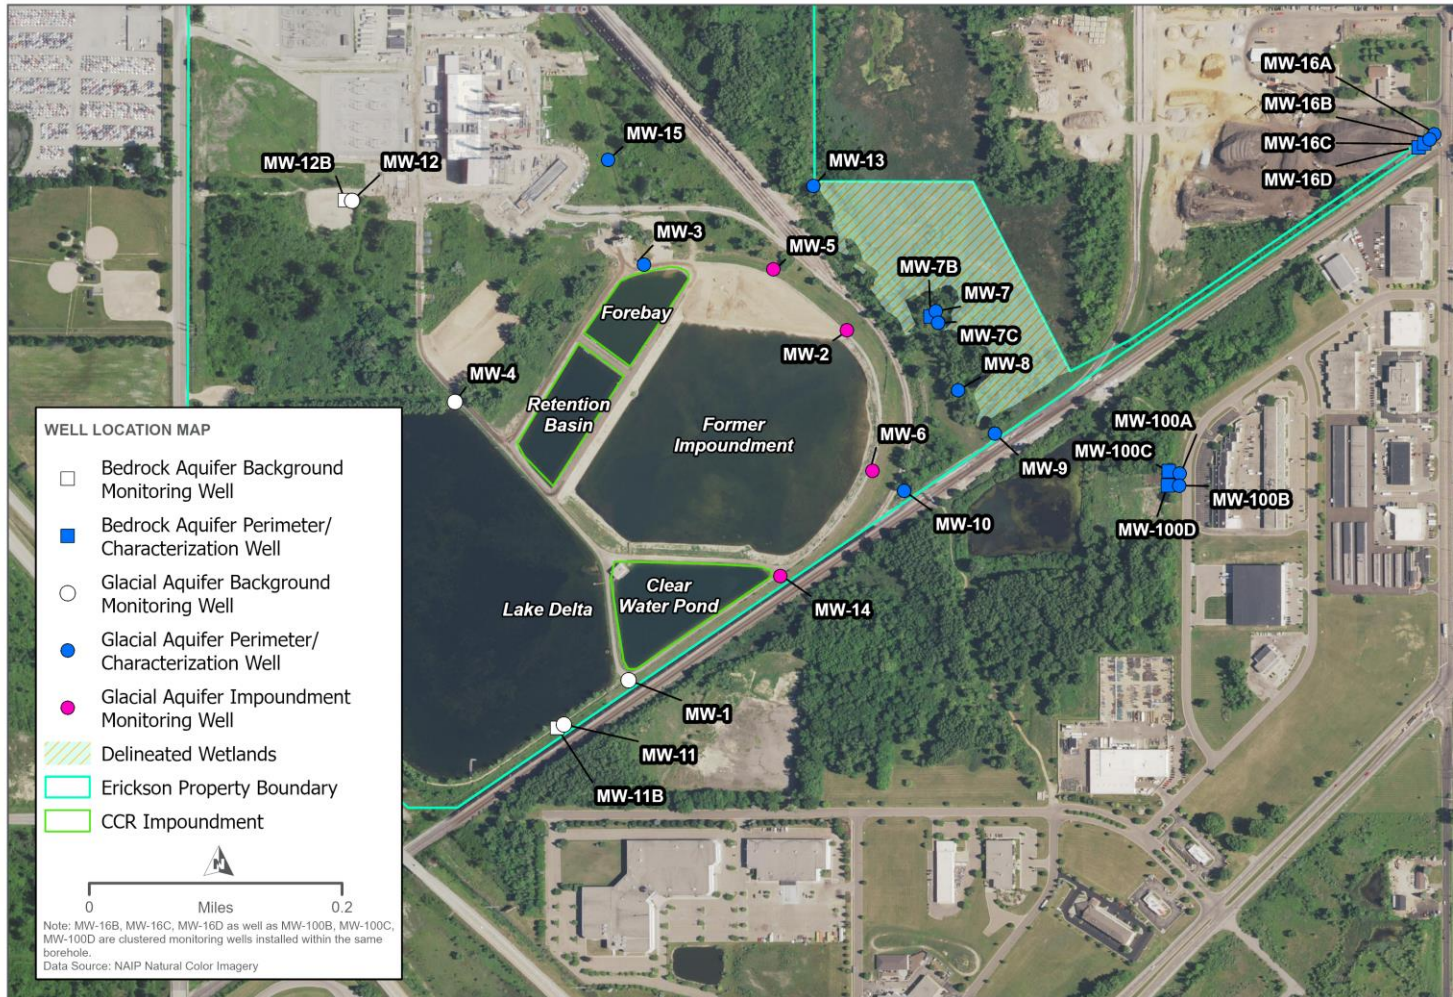 MW-16A
MW-16B
MW-15
MW-12B
MW-12
MW-16C
MW-13
MW-16D
MW-3
MW-5
MW-7B
MW-7
Forebay
MW-7C
MW-2
MW-8
MW-4
Retention
Basin
Former
Impoundment
MW-6
MW-100A
MW-100C
MW-9
MW-10
MW-100B
MW-100D
Clear
Water Pond
Lake Delta
MW-14
MW-1
MW-11
MW-11B
WELL LOCATION MAP
Bedrock Aquifer Background
Monitoring Well
Bedrock Aquifer Perimeter/
Characterization Well
Glacial Aquifer Background
Monitoring Well
Glacial Aquifer Perimeter/
Characterization Well
Glacial Aquifer Impoundment
Monitoring Well
Delineated Wetlands
Erickson Property Boundary
CCR Impoundment
N
0 Miles 0.2
Note: MW-16B, MW-16C, MW-16D as well as MW-100B, MW-100C,
MW-100D are clustered monitoring wells installed within the same
borehole.
Data Source: NAIP Natural Color Imagery